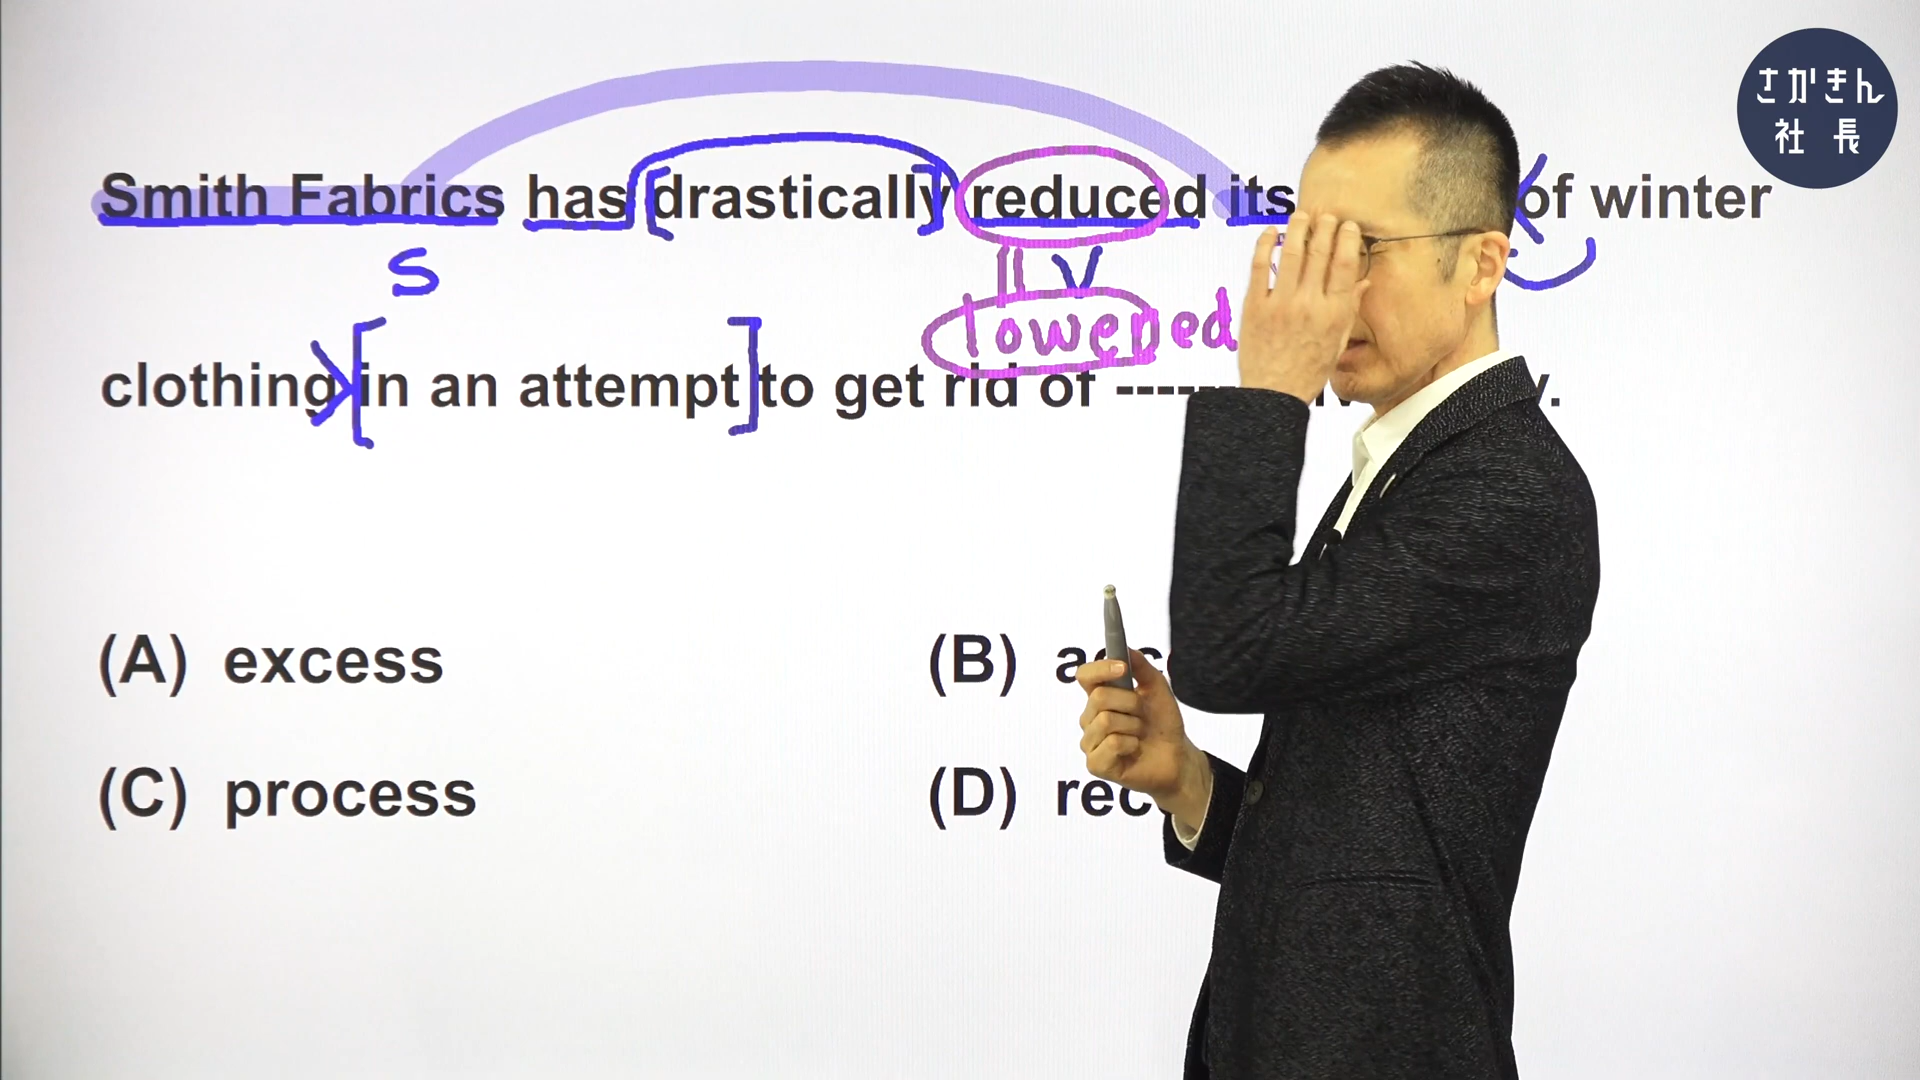 さかきん
社長
Smith Fabrics has drastically reduced its of winter
S
V
lowered
clothing in an attempt to get rid of ------
(A) excess
(B)
(C) process
(D)